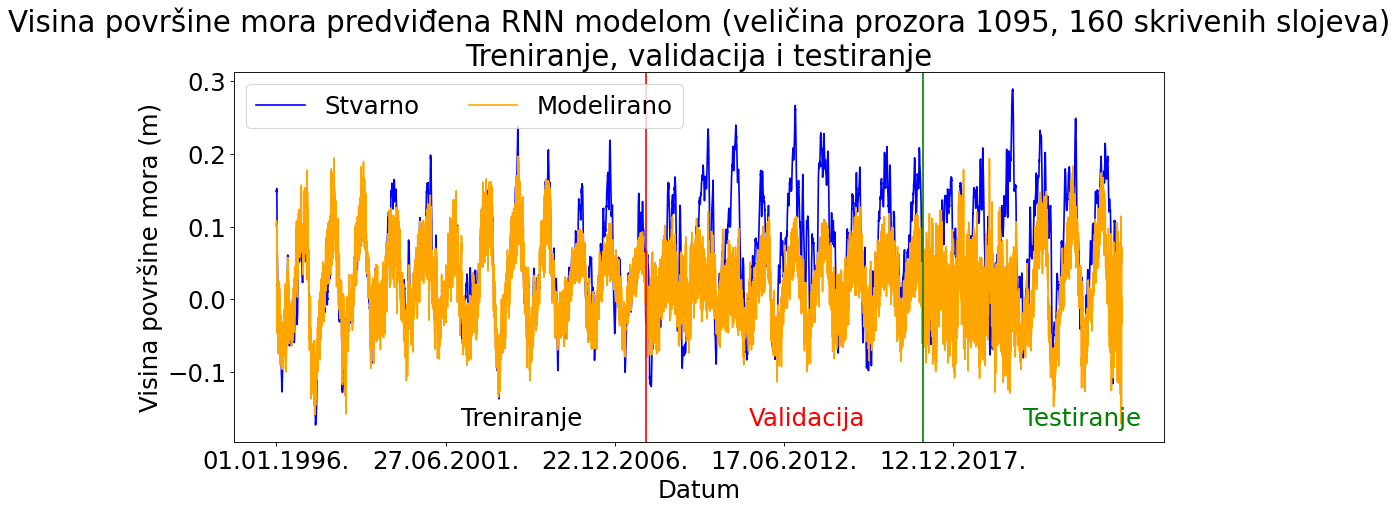 Visina površine mora predviđena RNN modelom (veličina prozora 1095, 160 skrivenih slojeva)
Treniranje, validacija i testiranje
Stvarno Modelirano
Visina površine mora (m)
0.3
0.2
0.1
0.0
−0.1
Treniranje Validacija Testiranje
01.01.1996. 27.06.2001. 22.12.2006. 17.06.2012. 12.12.2017.
Datum